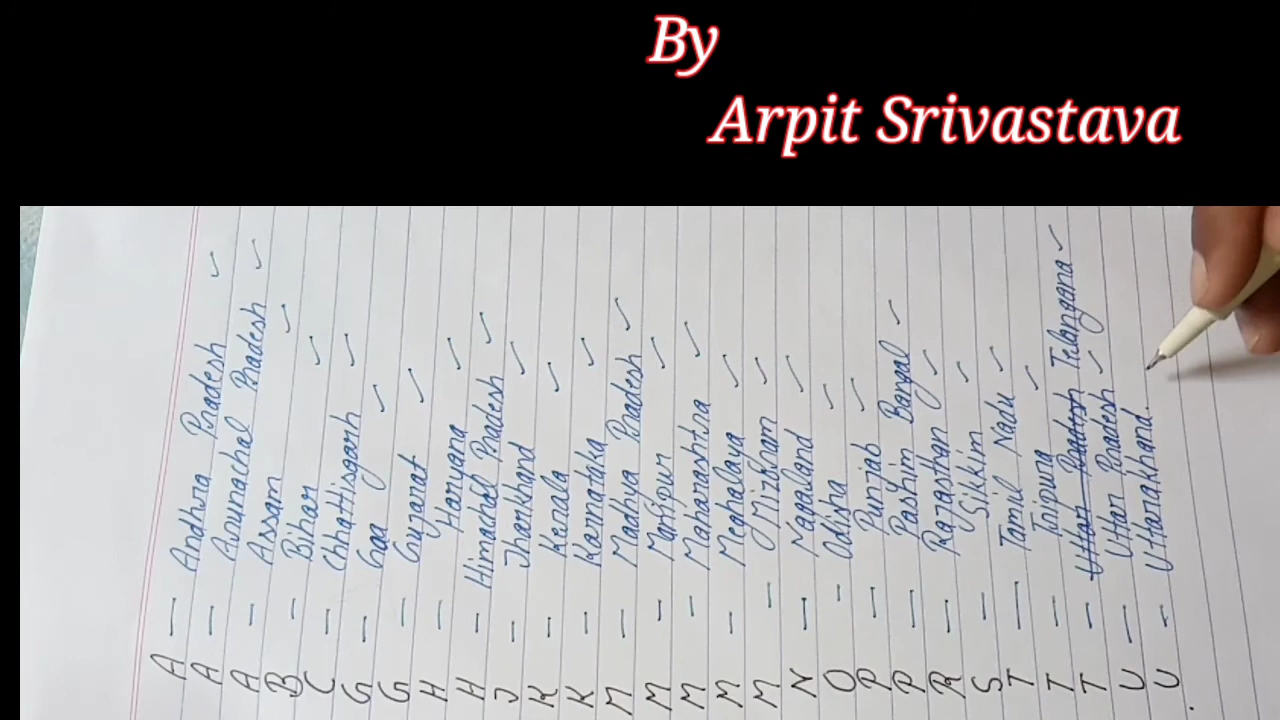 By
Arpit Srivastava
A — Andhra Pradesh ✓
A — Arunachal Pradesh ✓
A — Assam ✓
B — Bihar ✓
C — Chhattisgarh ✓
G — Goa ✓
G — Gujarat ✓
H — Haryana ✓
H — Himachal Pradesh ✓
J — Jharkhand ✓
K — Kerala ✓
K — Karnataka ✓
M — Madhya Pradesh ✓
M — Manipur ✓
M — Maharashtra ✓
M — Meghalaya ✓
M — Mizoram ✓
N — Nagaland ✓
O — Odisha ✓
P — Punjab ✓
P — Pashim Bangal ✓
R — Rajasthan ✓
S — Sikkim ✓
T — Tamil Nadu ✓
T — Tripura ✓
T — Uttar Pradesh Telangana ✓
U — Uttar Pradesh ✓
U — Uttarakhand